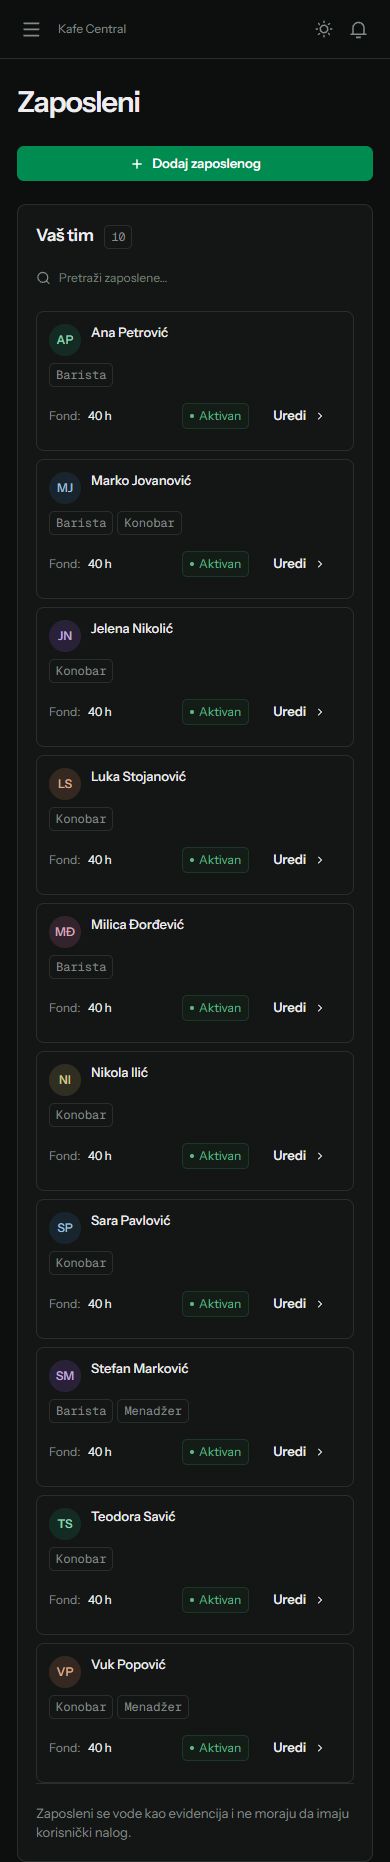 Kafe Central
Zaposleni
+ Dodaj zaposlenog
Vaš tim 10
Pretraži zaposlene...
AP Ana Petrović
Barista
Fond: 40 h Aktivan Uredi
MJ Marko Jovanović
Barista Konobar
Fond: 40 h Aktivan Uredi
JN Jelena Nikolić
Konobar
Fond: 40 h Aktivan Uredi
LS Luka Stojanović
Konobar
Fond: 40 h Aktivan Uredi
MĐ Milica Đorđević
Barista
Fond: 40 h Aktivan Uredi
NI Nikola Ilić
Konobar
Fond: 40 h Aktivan Uredi
SP Sara Pavlović
Konobar
Fond: 40 h Aktivan Uredi
SM Stefan Marković
Barista Menadžer
Fond: 40 h Aktivan Uredi
TS Teodora Savić
Konobar
Fond: 40 h Aktivan Uredi
VP Vuk Popović
Konobar Menadžer
Fond: 40 h Aktivan Uredi
Zaposleni se vode kao evidencija i ne moraju da imaju
korisnički nalog.